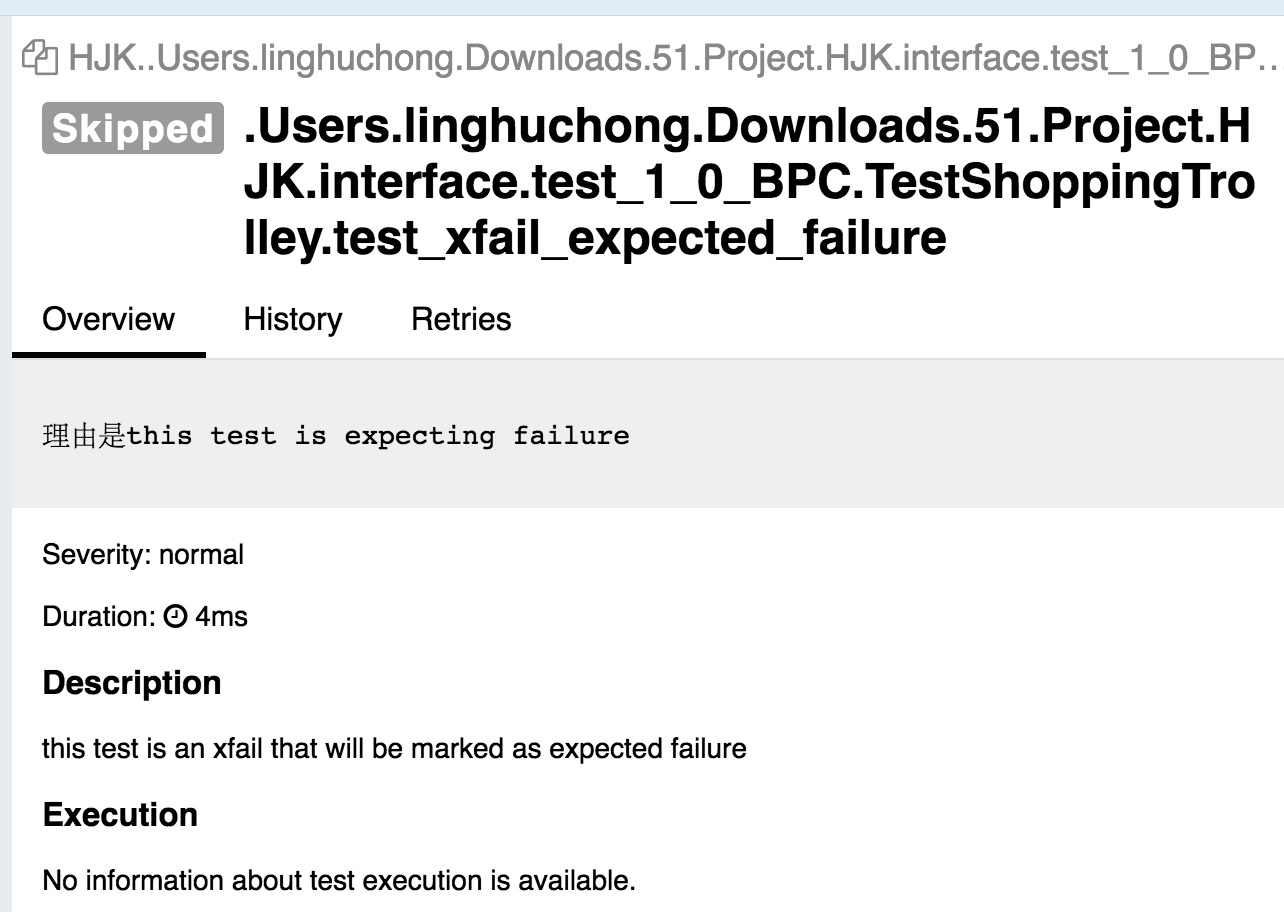 HJK..Users.linghuchong.Downloads.51.Project.HJK.interface.test_1_0_BP...
Skipped .Users.linghuchong.Downloads.51.Project.H
JK.interface.test_1_0_BPC.TestShoppingTro
lley.test_xfail_expected_failure
Overview History Retries
理由是this test is expecting failure
Severity: normal
Duration: 4ms
Description
this test is an xfail that will be marked as expected failure
Execution
No information about test execution is available.